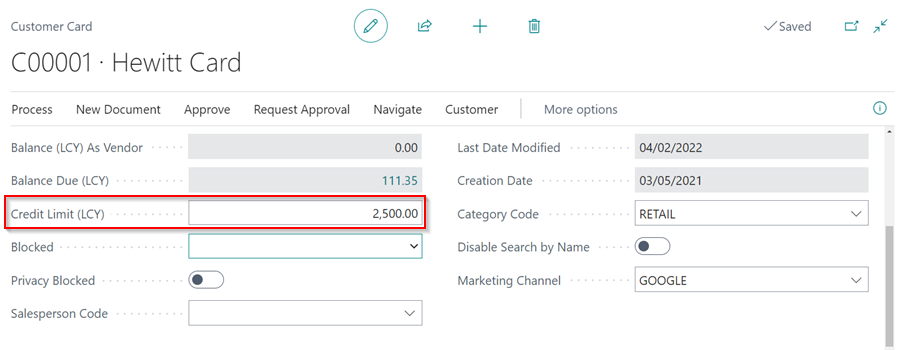 Customer Card
Saved
C00001 · Hewitt Card
Process New Document Approve Request Approval Navigate Customer More options
Balance (LCY) As Vendor 0.00
Last Date Modified 04/02/2022
Balance Due (LCY) 111.35
Creation Date 03/05/2021
Credit Limit (LCY) 2,500.00
Category Code RETAIL
Blocked
Disable Search by Name
Privacy Blocked
Marketing Channel GOOGLE
Salesperson Code